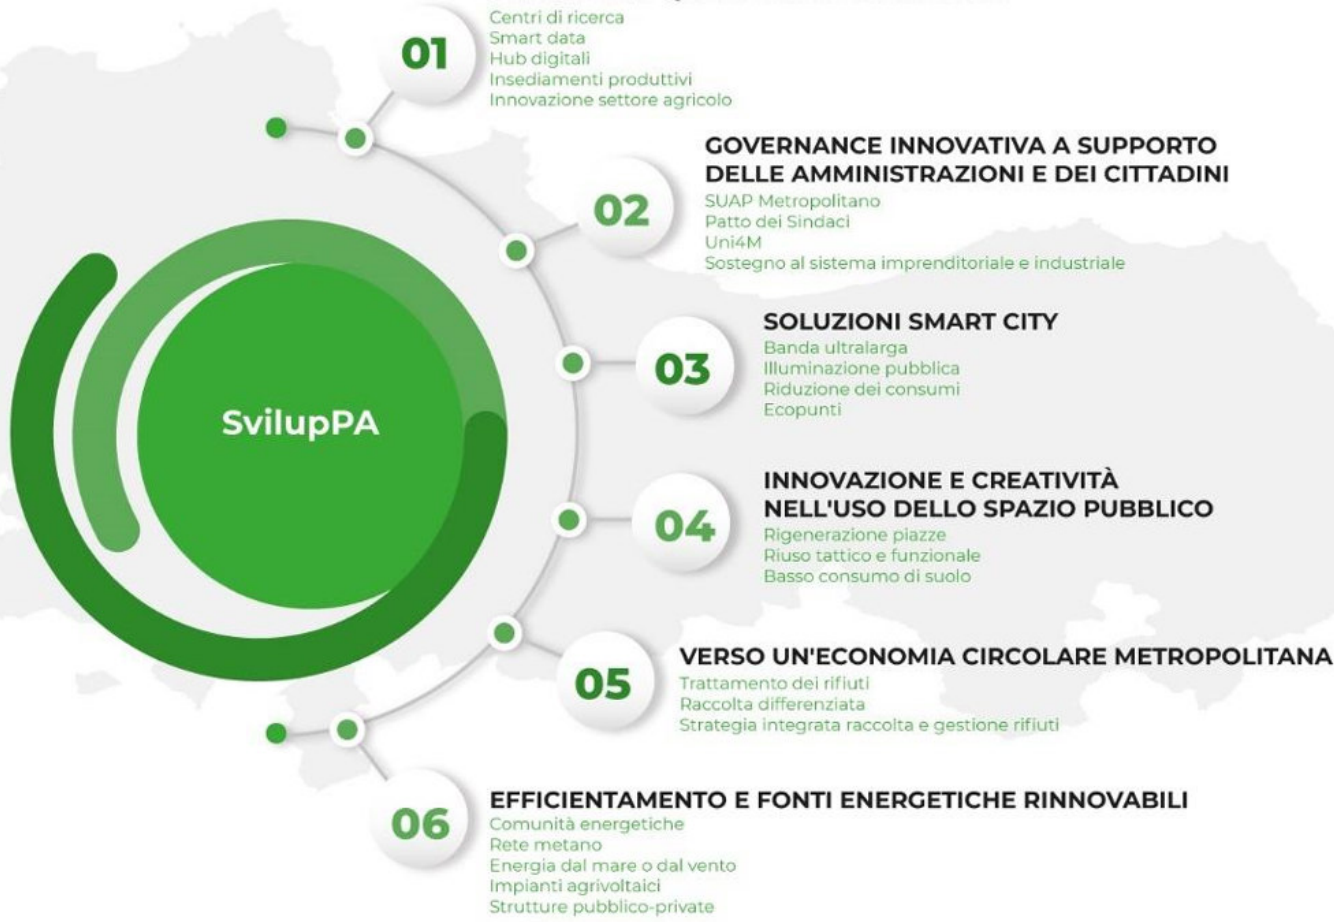 01
Centri di ricerca
Smart data
Hub digitali
Insediamenti produttivi
Innovazione settore agricolo
02
GOVERNANCE INNOVATIVA A SUPPORTO
DELLE AMMINISTRAZIONI E DEI CITTADINI
SUAP Metropolitano
Patto dei Sindaci
Uni4M
Sostegno al sistema imprenditoriale e industriale
SvilupPA
03
SOLUZIONI SMART CITY
Banda ultralarga
Illuminazione pubblica
Riduzione dei consumi
Ecopunti
04
INNOVAZIONE E CREATIVITÀ
NELL'USO DELLO SPAZIO PUBBLICO
Rigenerazione piazze
Riuso tattico e funzionale
Basso consumo di suolo
05
VERSO UN'ECONOMIA CIRCOLARE METROPOLITANA
Trattamento dei rifiuti
Raccolta differenziata
Strategia integrata raccolta e gestione rifiuti
06
EFFICIENTAMENTO E FONTI ENERGETICHE RINNOVABILI
Comunità energetiche
Rete metano
Energia dal mare o dal vento
Impianti agrivoltaici
Strutture pubblico-private